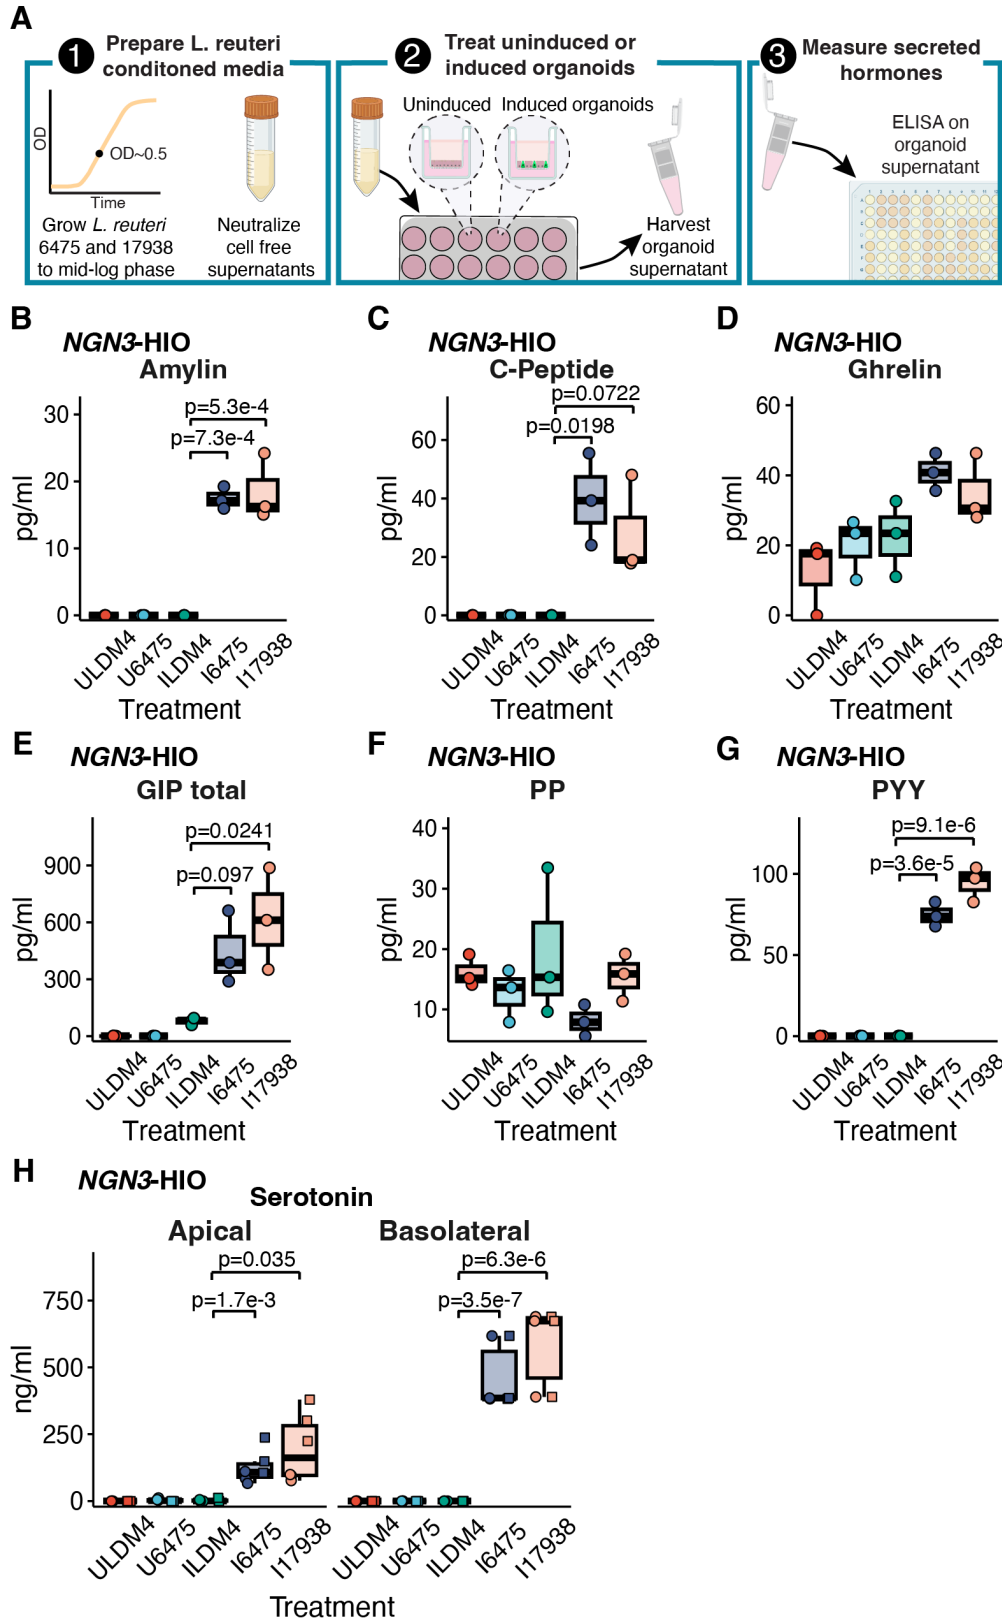 A
1 Prepare L. reuteri
conditoned media
OD
OD~0.5
Time
Grow L. reuteri
6475 and 17938
to mid-log phase
Neutralize
cell free
supernatants
2 Treat uninduced or
induced organoids
Uninduced Induced organoids
Harvest
organoid
supernatant
3 Measure secreted
hormones
ELISA on
organoid
supernatant
B
NGN3-HIO
Amylin
p=5.3e-4
p=7.3e-4
pg/ml
30
20
10
0
ULDM4 U6475 ILDM4 I6475 I17938
Treatment
C
NGN3-HIO
C-Peptide
p=0.0722
p=0.0198
pg/ml
60
40
20
0
ULDM4 U6475 ILDM4 I6475 I17938
Treatment
D
NGN3-HIO
Ghrelin
pg/ml
60
40
20
0
ULDM4 U6475 ILDM4 I6475 I17938
Treatment
E
NGN3-HIO
GIP total
p=0.0241
p=0.097
pg/ml
900
600
300
0
ULDM4 U6475 ILDM4 I6475 I17938
Treatment
F
NGN3-HIO
PP
pg/ml
40
30
20
10
ULDM4 U6475 ILDM4 I6475 I17938
Treatment
G
NGN3-HIO
PYY
p=9.1e-6
p=3.6e-5
pg/ml
100
50
0
ULDM4 U6475 ILDM4 I6475 I17938
Treatment
H
NGN3-HIO
Serotonin
Apical Basolateral
p=0.035
p=1.7e-3
p=6.3e-6
p=3.5e-7
ng/ml
750
500
250
0
ULDM4 U6475 ILDM4 I6475 I17938 ULDM4 U6475 ILDM4 I6475 I17938
Treatment